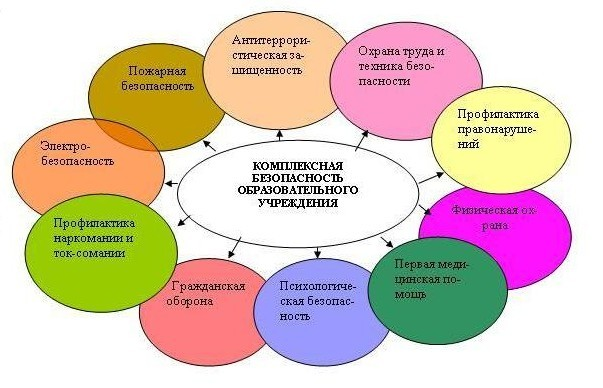 Антитеррори-
стическая за-
щищенность
Охрана труда и
техника безо-
пасности
Пожарная
безопасность
Профилактика
правонаруше-
ний
Электро-
безопасность
КОМПЛЕКСНАЯ
БЕЗОПАСНОСТЬ
ОБРАЗОВАТЕЛЬНОГО
УЧРЕЖДЕНИЯ
Физическая ох-
рана
Профилактика
наркомании и
ток-сомании
Первая меди-
цинская по-
мощь
Гражданская
оборона
Психологиче-
ская безопас-
ность